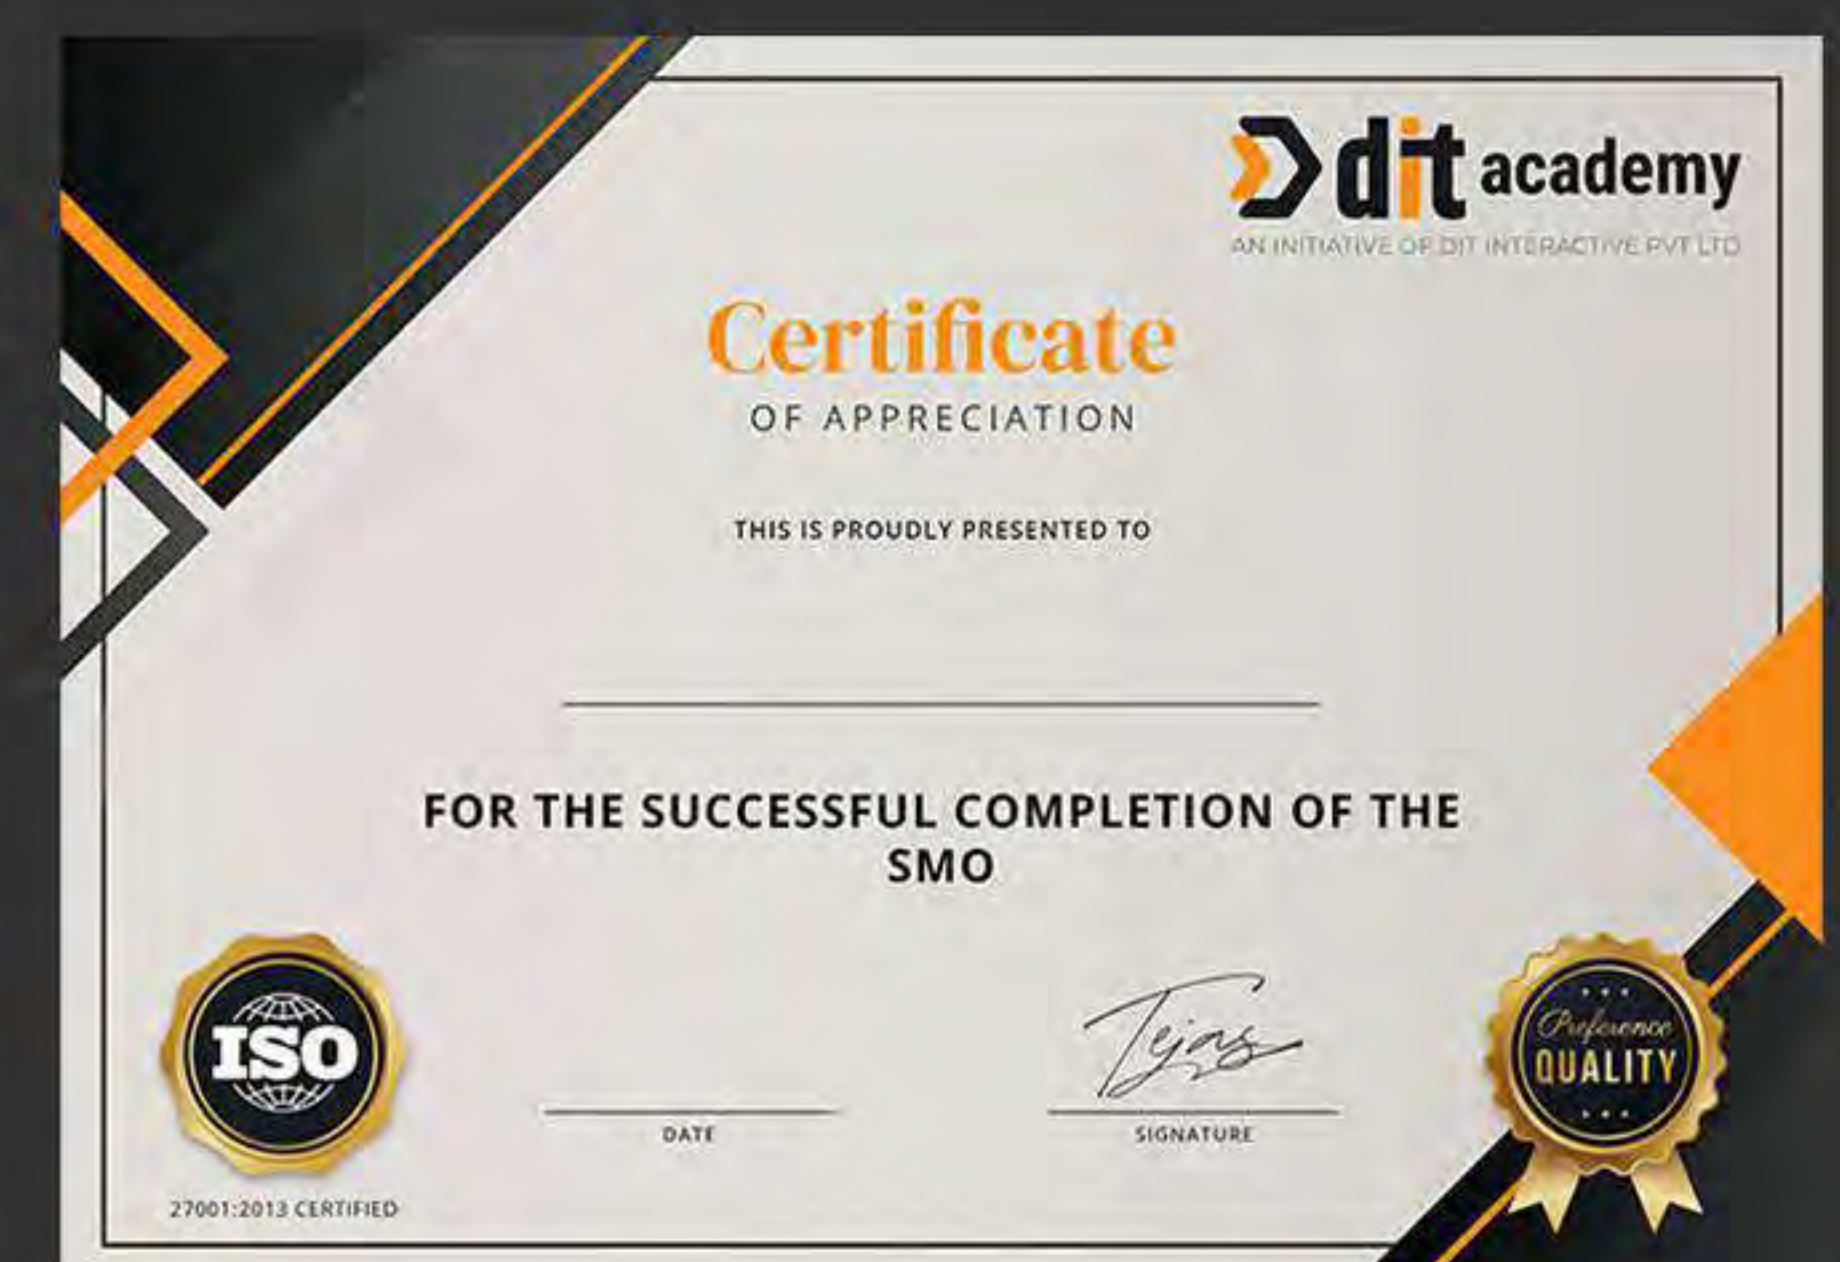 dit academy
AN INITIATIVE OF DIT INTERACTIVE PVT LTD
Certificate
OF APPRECIATION
THIS IS PROUDLY PRESENTED TO
FOR THE SUCCESSFUL COMPLETION OF THE
SMO
ISO
27001:2013 CERTIFIED
DATE
Tejas
SIGNATURE
Preference
QUALITY